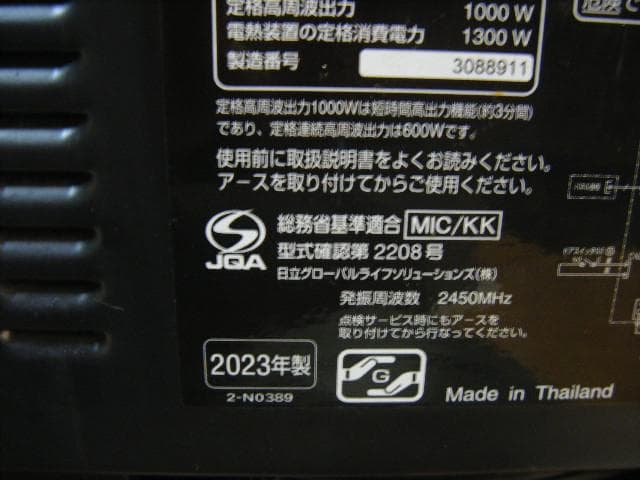 定格高周波出力 1000 W
電熱装置の定格消費電力 1300 W
製造番号 3088911
定格高周波出力1000Wは短時間高出力機能(約3分間)
であり、定格連続高周波出力は600Wです。
使用前に取扱説明書をよくお読みください。
アースを取り付けてからご使用ください。
JQA
総務省基準適合 MIC/KK
型式確認第 2208 号
日立グローバルライフソリューションズ(株)
発振周波数 2450MHz
点検サービス時にもアースを
取り付けてから行なってください。
2023年製
G
2-N0389
Made in Thailand